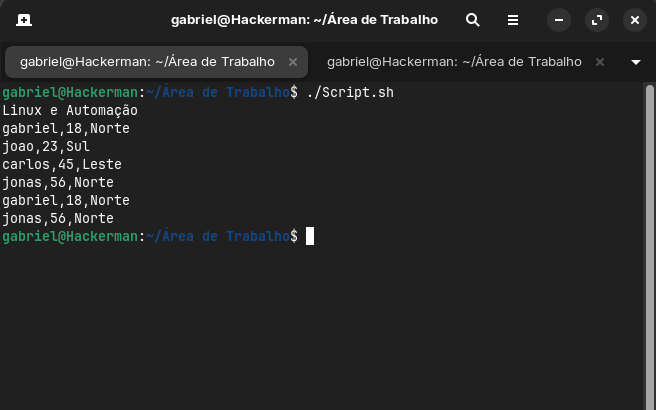 gabriel@Hackerman: ~/Área de Trabalho
gabriel@Hackerman: ~/Área de Trabalho
gabriel@Hackerman: ~/Área de Trabalho
gabriel@Hackerman:~/Área de Trabalho$ ./Script.sh
Linux e Automação
gabriel,18,Norte
joao,23,Sul
carlos,45,Leste
jonas,56,Norte
gabriel,18,Norte
jonas,56,Norte
gabriel@Hackerman:~/Área de Trabalho$